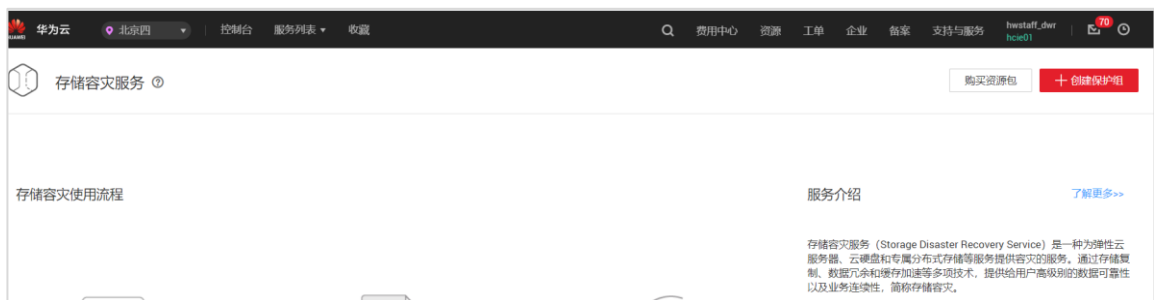 HUAWEI 华为云 北京四 控制台 服务列表 收藏 费用中心 资源 工单 企业 备案 支持与服务 hwstaff_dwr 70
hcie01
存储容灾服务 购买资源包 创建保护组
存储容灾使用流程
服务介绍 了解更多>>
存储容灾服务（Storage Disaster Recovery Service）是一种为弹性云
服务器、云硬盘和专属分布式存储等服务提供容灾的服务。通过存储复
制、数据冗余和缓存加速等多项技术，提供给用户高级别的数据可靠性
以及业务连续性，简称存储容灾。